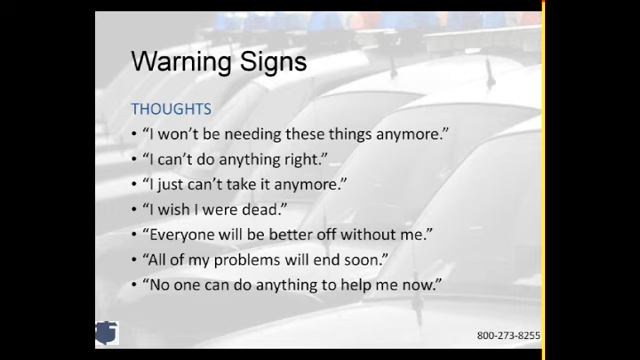 Warning Signs
THOUGHTS
• “I won’t be needing these things anymore.”
• “I can’t do anything right.”
• “I just can’t take it anymore.”
• “I wish I were dead.”
• “Everyone will be better off without me.”
• “All of my problems will end soon.”
• “No one can do anything to help me now.”
800-273-8255